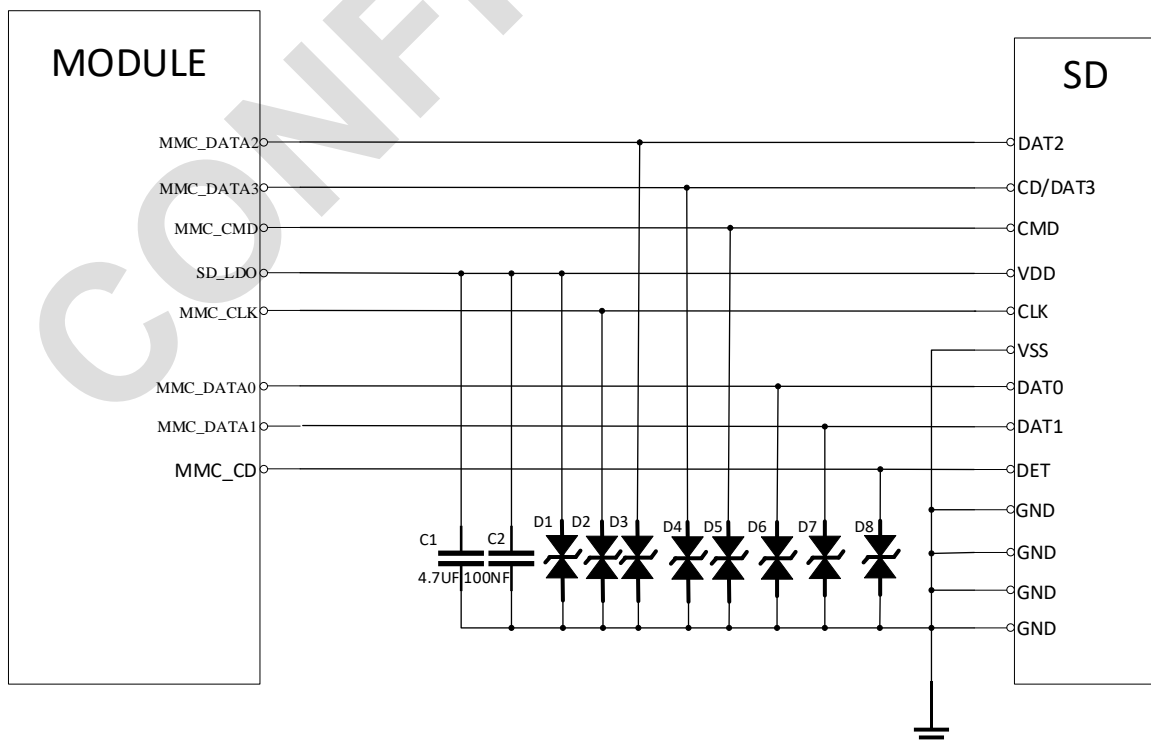 MODULE
SD
MMC_DATA2
DAT2
MMC_DATA3
CD/DAT3
MMC_CMD
CMD
SD_LDO
VDD
MMC_CLK
CLK
VSS
MMC_DATA0
DAT0
MMC_DATA1
DAT1
MMC_CD
DET
GND
D1 D2 D3 D4 D5 D6 D7 D8
C1 C2
GND
4.7UF 100NF
GND
GND